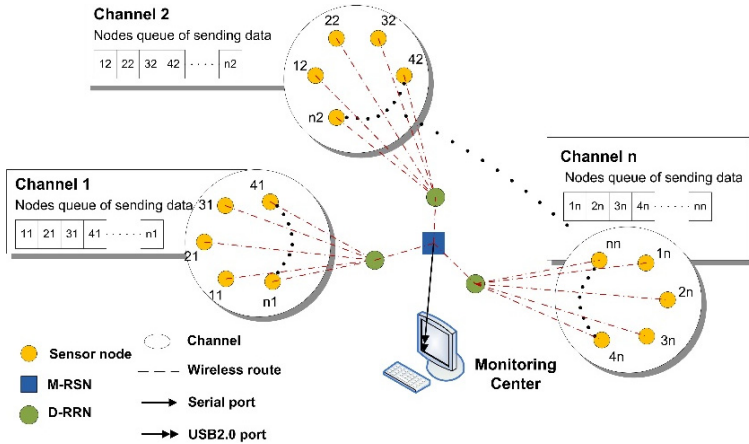 Channel 2
Nodes queue of sending data
12 22 32 42 ····· n2
22 32
12 42
n2
Channel n
Nodes queue of sending data
1n 2n 3n 4n ······ nn
Channel 1
Nodes queue of sending data
11 21 31 41 ······ n1
41
31
21
11 n1
nn 1n
2n
3n
4n
Sensor node
M-RSN
D-RRN
Channel
Wireless route
Serial port
USB2.0 port
Monitoring
Center